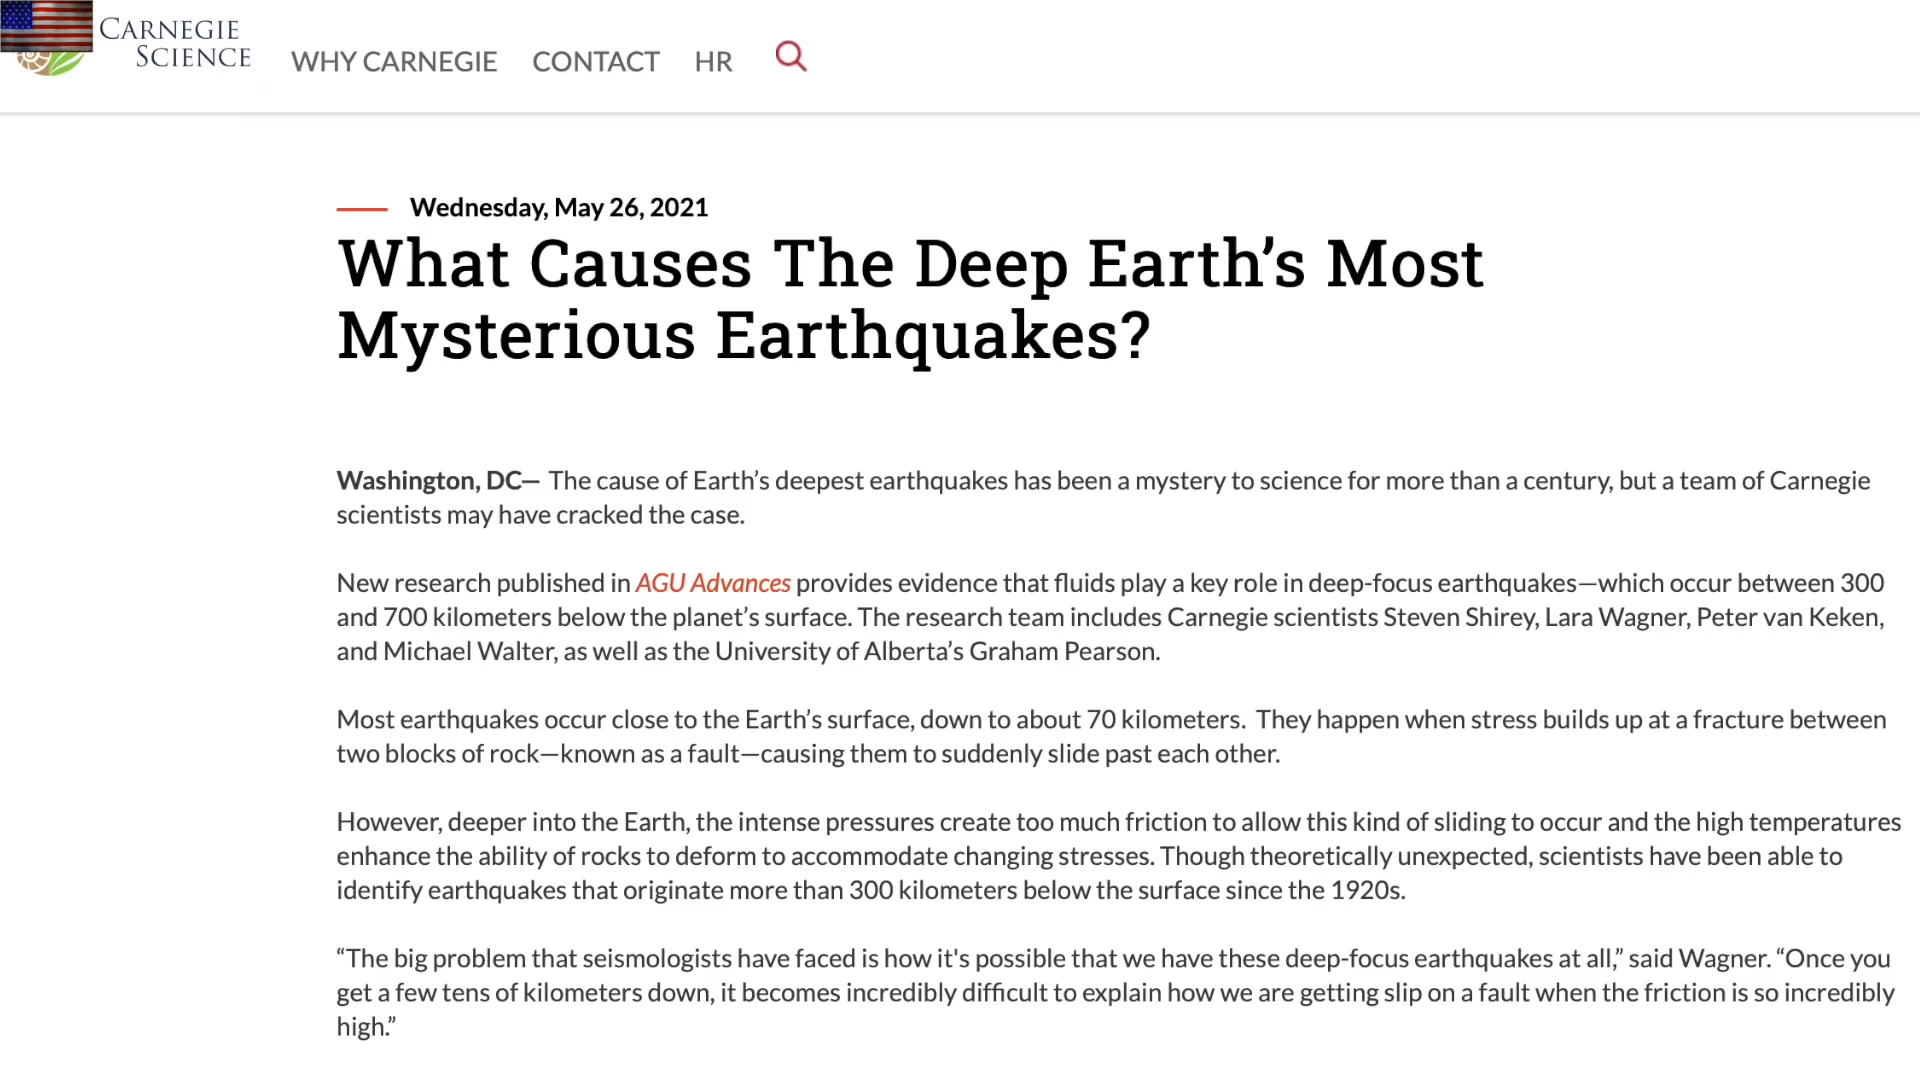 CARNEGIE
SCIENCE
WHY CARNEGIE CONTACT HR
Wednesday, May 26, 2021
What Causes The Deep Earth’s Most
Mysterious Earthquakes?
Washington, DC— The cause of Earth’s deepest earthquakes has been a mystery to science for more than a century, but a team of Carnegie
scientists may have cracked the case.
New research published in AGU Advances provides evidence that fluids play a key role in deep-focus earthquakes—which occur between 300
and 700 kilometers below the planet’s surface. The research team includes Carnegie scientists Steven Shirey, Lara Wagner, Peter van Keken,
and Michael Walter, as well as the University of Alberta’s Graham Pearson.
Most earthquakes occur close to the Earth’s surface, down to about 70 kilometers.  They happen when stress builds up at a fracture between
two blocks of rock—known as a fault—causing them to suddenly slide past each other.
However, deeper into the Earth, the intense pressures create too much friction to allow this kind of sliding to occur and the high temperatures
enhance the ability of rocks to deform to accommodate changing stresses. Though theoretically unexpected, scientists have been able to
identify earthquakes that originate more than 300 kilometers below the surface since the 1920s.
“The big problem that seismologists have faced is how it's possible that we have these deep-focus earthquakes at all,” said Wagner. “Once you
get a few tens of kilometers down, it becomes incredibly difficult to explain how we are getting slip on a fault when the friction is so incredibly
high.”